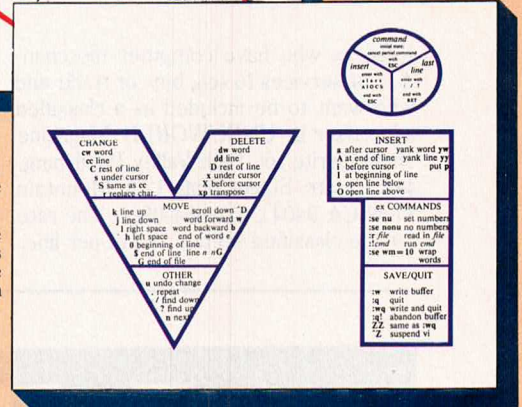 command
initial state;
cancel partial command
with
ESC
insert
enter with
a i o s c
A I O C S
end with
ESC
last
line
enter with
: / ?
end with
RET
CHANGE
cw word
cc line
C rest of line
s under cursor
S same as cc
r replace char
DELETE
dw word
dd line
D rest of line
x under cursor
X before cursor
xp transpose
MOVE
k line up
j line down
l right space
h left space
0 beginning of line
$ end of line
G end of file
scroll down ^D
word forward w
word backward b
end of word e
line n nG
OTHER
u undo change
. repeat
/ find down
? find up
n next
INSERT
a after cursor yank word yw
A at end of line yank line yy
i before cursor put p
I at beginning of line
o open line below
O open line above
ex COMMANDS
:se nu set numbers
:se nonu no numbers
:r file read in file
:!cmd run cmd
:se wm=10 wrap
words
SAVE/QUIT
:w write buffer
:q quit
:wq write and quit
:q! abandon buffer
ZZ same as :wq
^Z suspend vi